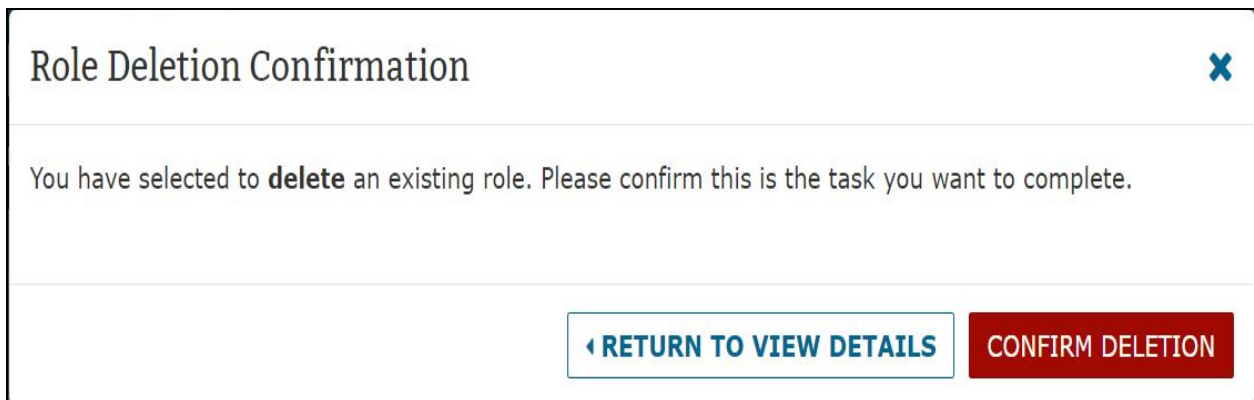 Role Deletion Confirmation
You have selected to delete an existing role. Please confirm this is the task you want to complete.
RETURN TO VIEW DETAILS
CONFIRM DELETION